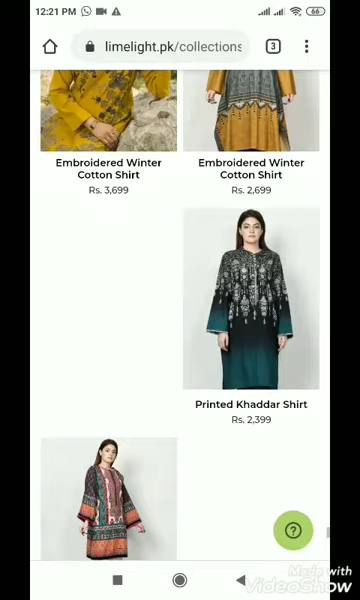 12:21 PM
66
limelight.pk/collections
3
Embroidered Winter
Cotton Shirt
Rs. 3,699
Embroidered Winter
Cotton Shirt
Rs. 2,699
Printed Khaddar Shirt
Rs. 2,399
Made with
VideoShow